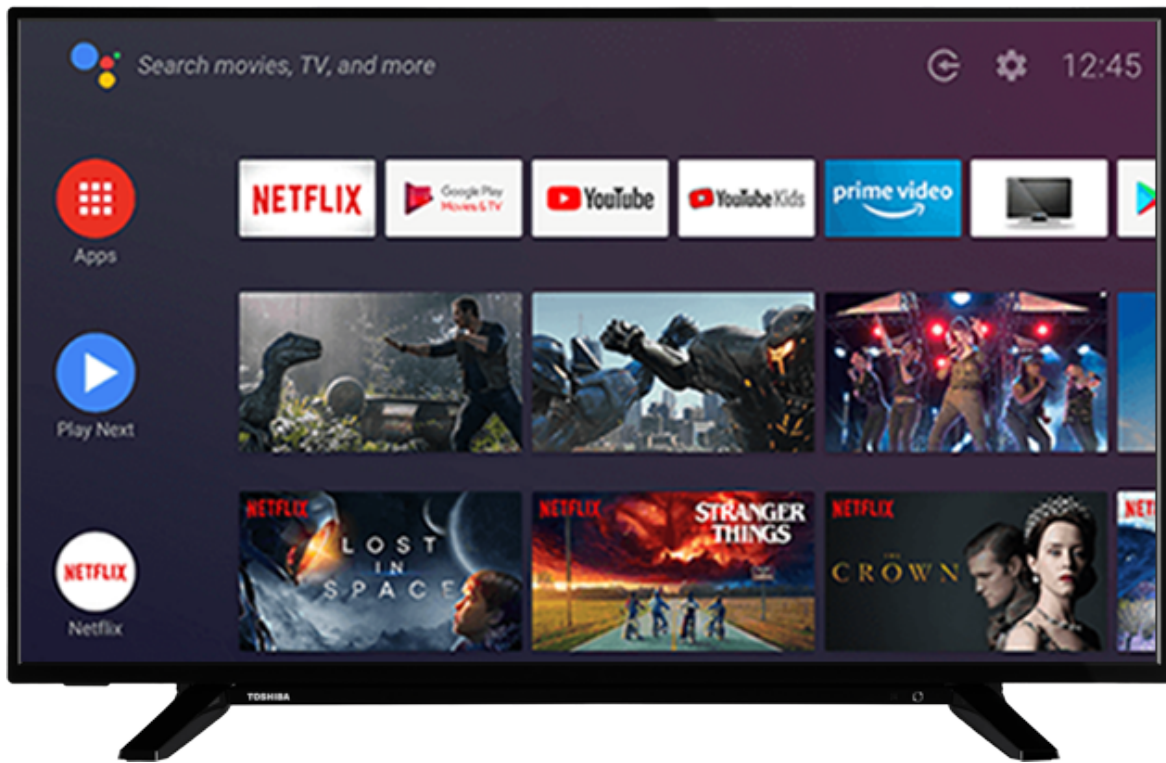 Search movies, TV, and more
12:45
NETFLIX
Google Play
Movies & TV
YouTube
YouTube Kids
prime video
Apps
Play Next
NETFLIX
LOST
IN
SPACE
NETFLIX
STRANGER
THINGS
NETFLIX
THE
CROWN
NET
NETFLIX
Netflix
TOSHIBA